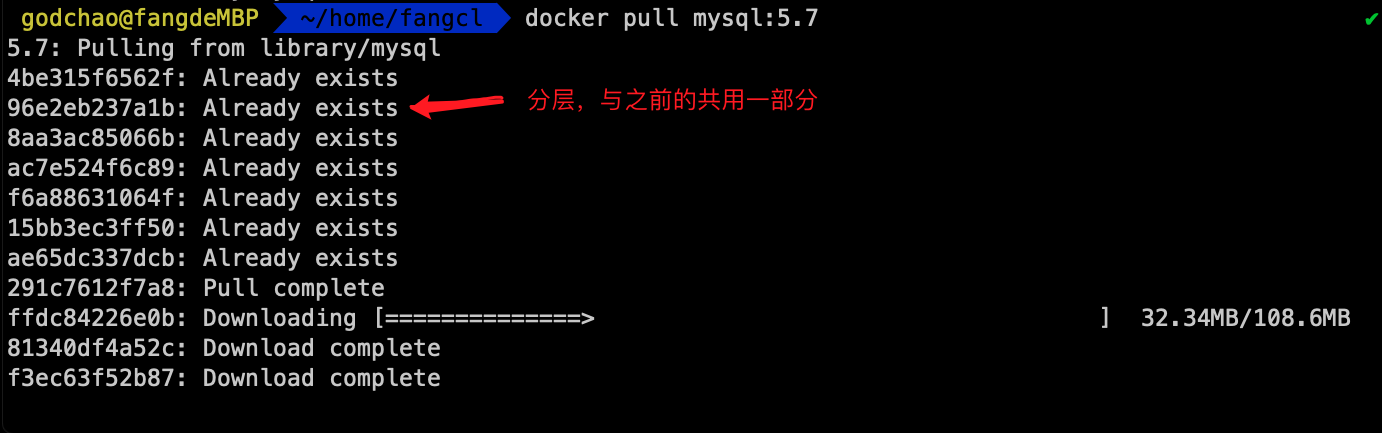 godchao@fangdeMBP ~/home/fangcl docker pull mysql:5.7 ✔
5.7: Pulling from library/mysql
4be315f6562f: Already exists
96e2eb237a1b: Already exists 分层，与之前的共用一部分
8aa3ac85066b: Already exists
ac7e524f6c89: Already exists
f6a88631064f: Already exists
15bb3ec3ff50: Already exists
ae65dc337dcb: Already exists
291c7612f7a8: Pull complete
ffdc84226e0b: Downloading [==============>                                    ] 32.34MB/108.6MB
81340df4a52c: Download complete
f3ec63f52b87: Download complete